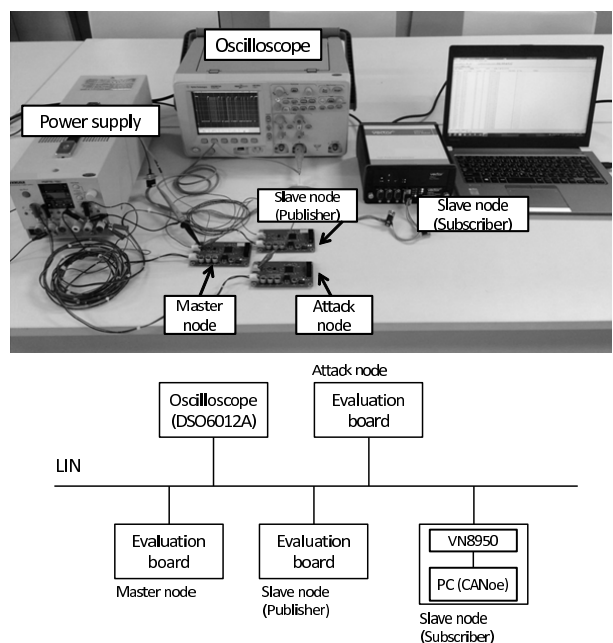 Oscilloscope
Power supply
Slave node
(Publisher)
Slave node
(Subscriber)
Master
node
Attack
node
Attack node
Oscilloscope
(DSO6012A)
Evaluation
board
LIN
Evaluation
board
Evaluation
board
VN8950
PC (CANoe)
Master node
Slave node
(Publisher)
Slave node
(Subscriber)